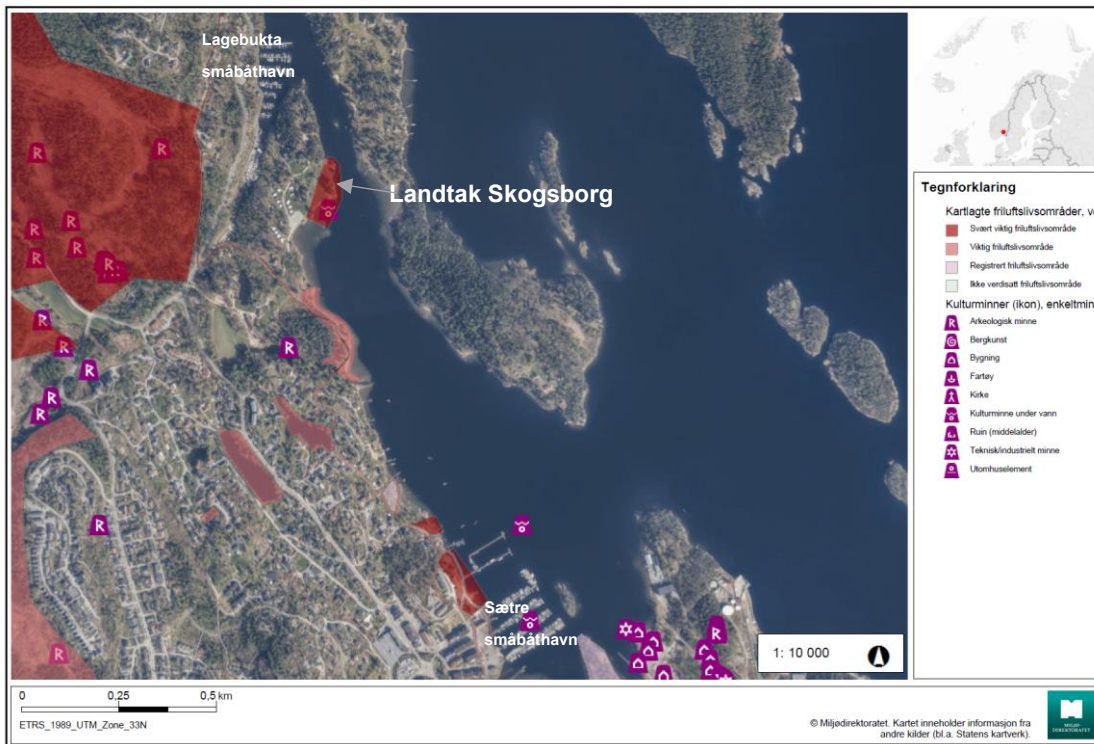 Lagebukta
småbåthavn
Landtak Skogsborg
Sætre
småbåthavn
1: 10 000
Tegnforklaring
Kartlagte friluftslivsområder, v
Svært viktig friluftslivsområde
Viktig friluftslivsområde
Registrert friluftslivsområde
Ikke verdisatt friluftslivsområde
Kulturminner (ikon), enkeltmin
R Arkeologisk minne
Bergkunst
Bygning
Fartøy
Kirke
Kulturminne under vann
Ruin (middelalder)
Teknisk/industrielt minne
Utomhuselement
0 0,25 0,5 km
ETRS_1989_UTM_Zone_33N
© Miljødirektoratet. Kartet inneholder informasjon fra
andre kilder (bl.a. Statens kartverk).
MILJØ-
DIREKTORATET